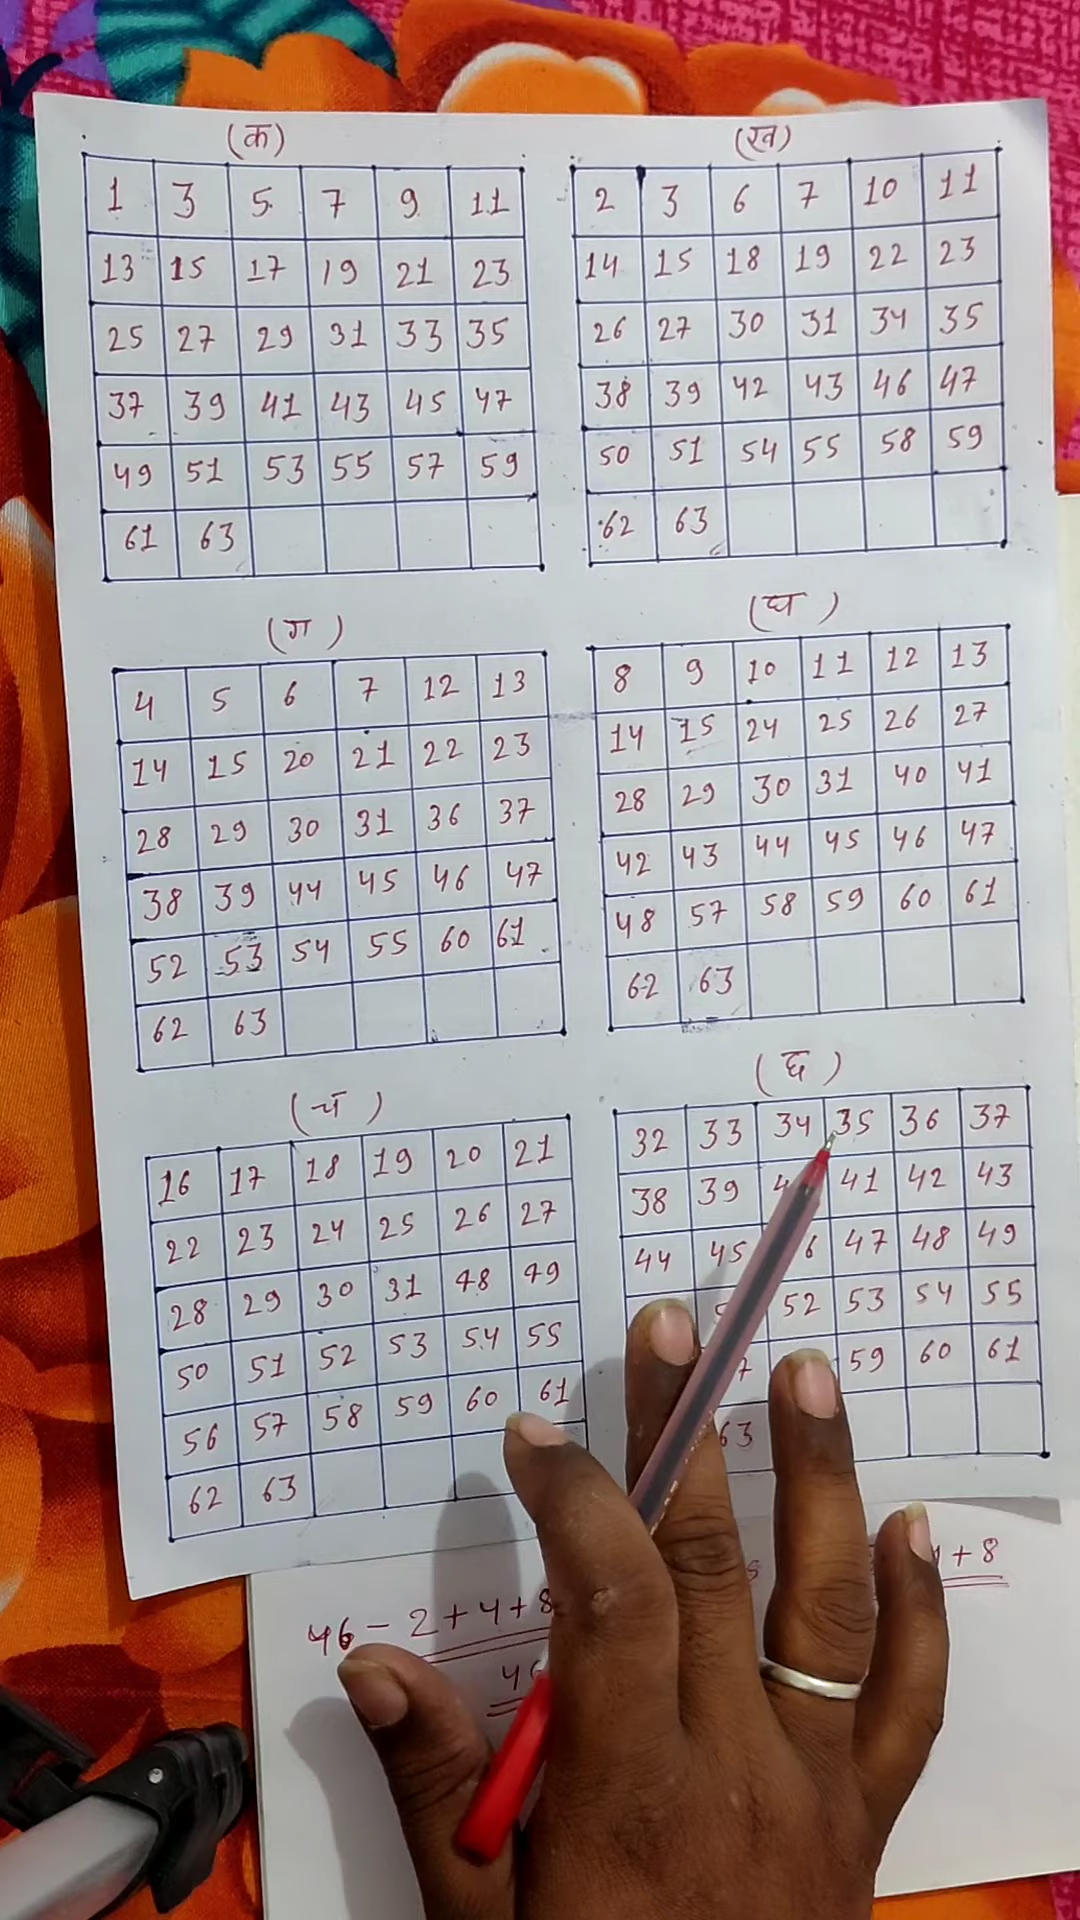 (क)
1 3 5 7 9 11
13 15 17 19 21 23
25 27 29 31 33 35
37 39 41 43 45 47
49 51 53 55 57 59
61 63
(ख)
2 3 6 7 10 11
14 15 18 19 22 23
26 27 30 31 34 35
38 39 42 43 46 47
50 51 54 55 58 59
62 63
(ग)
4 5 6 7 12 13
14 15 20 21 22 23
28 29 30 31 36 37
38 39 44 45 46 47
52 53 54 55 60 61
62 63
(घ)
8 9 10 11 12 13
14 15 24 25 26 27
28 29 30 31 40 41
42 43 44 45 46 47
48 57 58 59 60 61
62 63
(च)
16 17 18 19 20 21
22 23 24 25 26 27
28 29 30 31 48 49
50 51 52 53 54 55
56 57 58 59 60 61
62 63
(छ)
32 33 34 35 36 37
38 39 41 42 43
44 45 47 48 49
52 53 54 55
59 60 61
63
46 - 2+4+8
+8